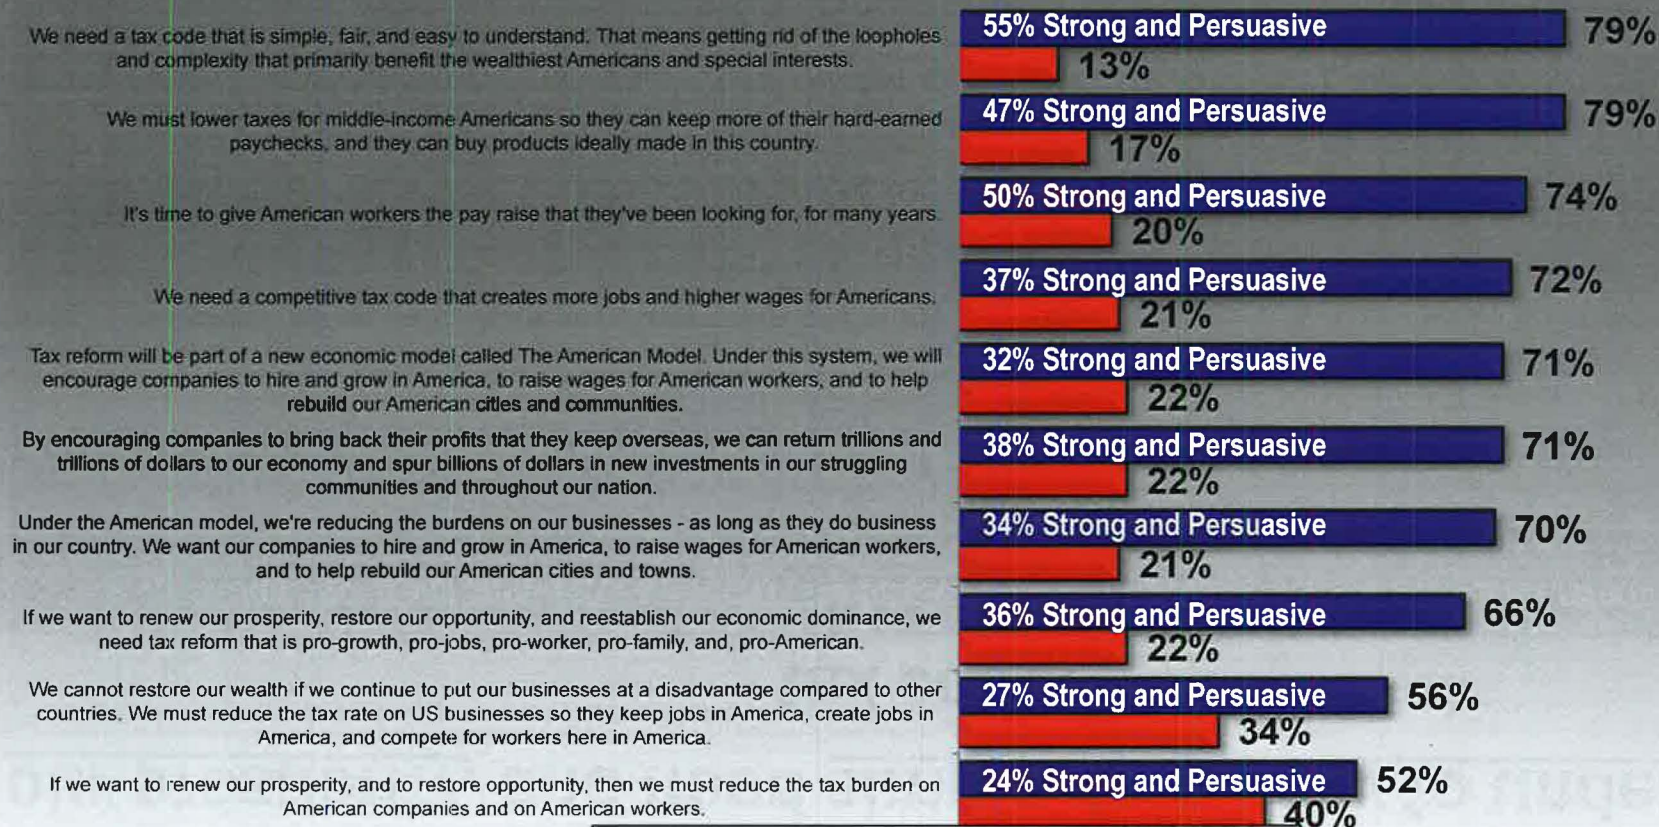 We need a tax code that is simple, fair, and easy to understand. That means getting rid of the loopholes
and complexity that primarily benefit the wealthiest Americans and special interests.
55% Strong and Persuasive
79%
13%
We must lower taxes for middle-income Americans so they can keep more of their hard-earned
paychecks, and they can buy products ideally made in this country.
47% Strong and Persuasive
79%
17%
It's time to give American workers the pay raise that they've been looking for, for many years.
50% Strong and Persuasive
74%
20%
We need a competitive tax code that creates more jobs and higher wages for Americans.
37% Strong and Persuasive
72%
21%
Tax reform will be part of a new economic model called The American Model. Under this system, we will
encourage companies to hire and grow in America, to raise wages for American workers, and to help
rebuild our American cities and communities.
32% Strong and Persuasive
71%
22%
By encouraging companies to bring back their profits that they keep overseas, we can return trillions and
trillions of dollars to our economy and spur billions of dollars in new investments in our struggling
communities and throughout our nation.
38% Strong and Persuasive
71%
22%
Under the American model, we're reducing the burdens on our businesses - as long as they do business
in our country. We want our companies to hire and grow in America, to raise wages for American workers,
and to help rebuild our American cities and towns.
34% Strong and Persuasive
70%
21%
If we want to renew our prosperity, restore our opportunity, and reestablish our economic dominance, we
need tax reform that is pro-growth, pro-jobs, pro-worker, pro-family, and, pro-American.
36% Strong and Persuasive
66%
22%
We cannot restore our wealth if we continue to put our businesses at a disadvantage compared to other
countries. We must reduce the tax rate on US businesses so they keep jobs in America, create jobs in
America, and compete for workers here in America.
27% Strong and Persuasive
56%
34%
If we want to renew our prosperity, and to restore opportunity, then we must reduce the tax burden on
American companies and on American workers.
24% Strong and Persuasive
52%
40%